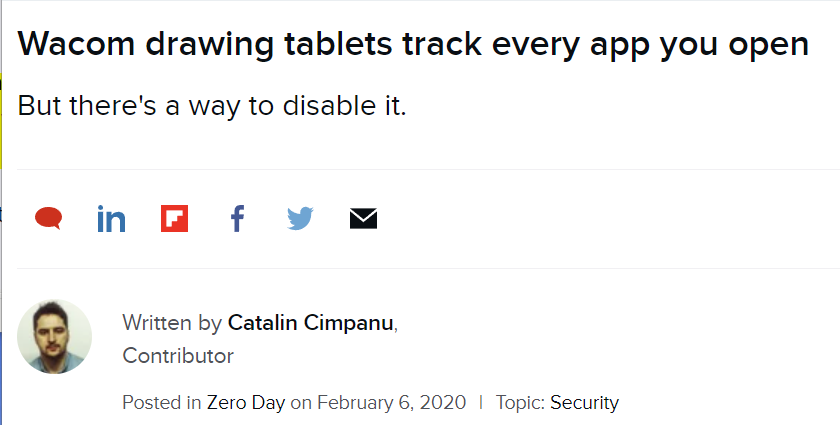 Wacom drawing tablets track every app you open
But there's a way to disable it.
in
f
Written by Catalin Cimpanu,
Contributor
Posted in Zero Day on February 6, 2020 | Topic: Security